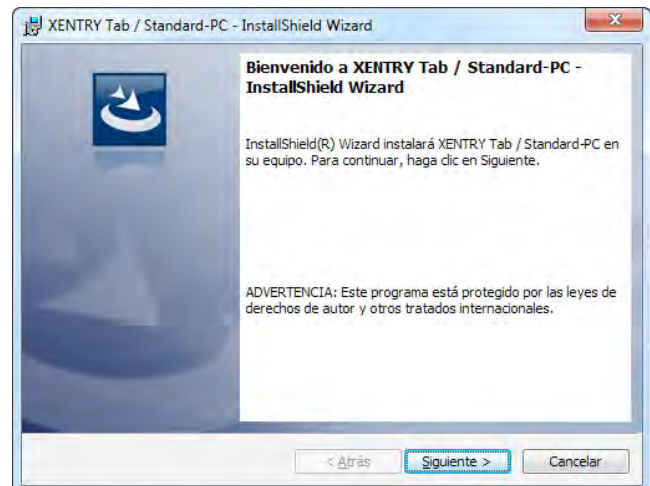 XENTRY Tab / Standard-PC - InstallShield Wizard
Bienvenido a XENTRY Tab / Standard-PC -
InstallShield Wizard
InstallShield(R) Wizard instalará XENTRY Tab / Standard-PC en
su equipo. Para continuar, haga clic en Siguiente.
ADVERTENCIA: Este programa está protegido por las leyes de
derechos de autor y otros tratados internacionales.
< Atrás
Siguiente >
Cancelar